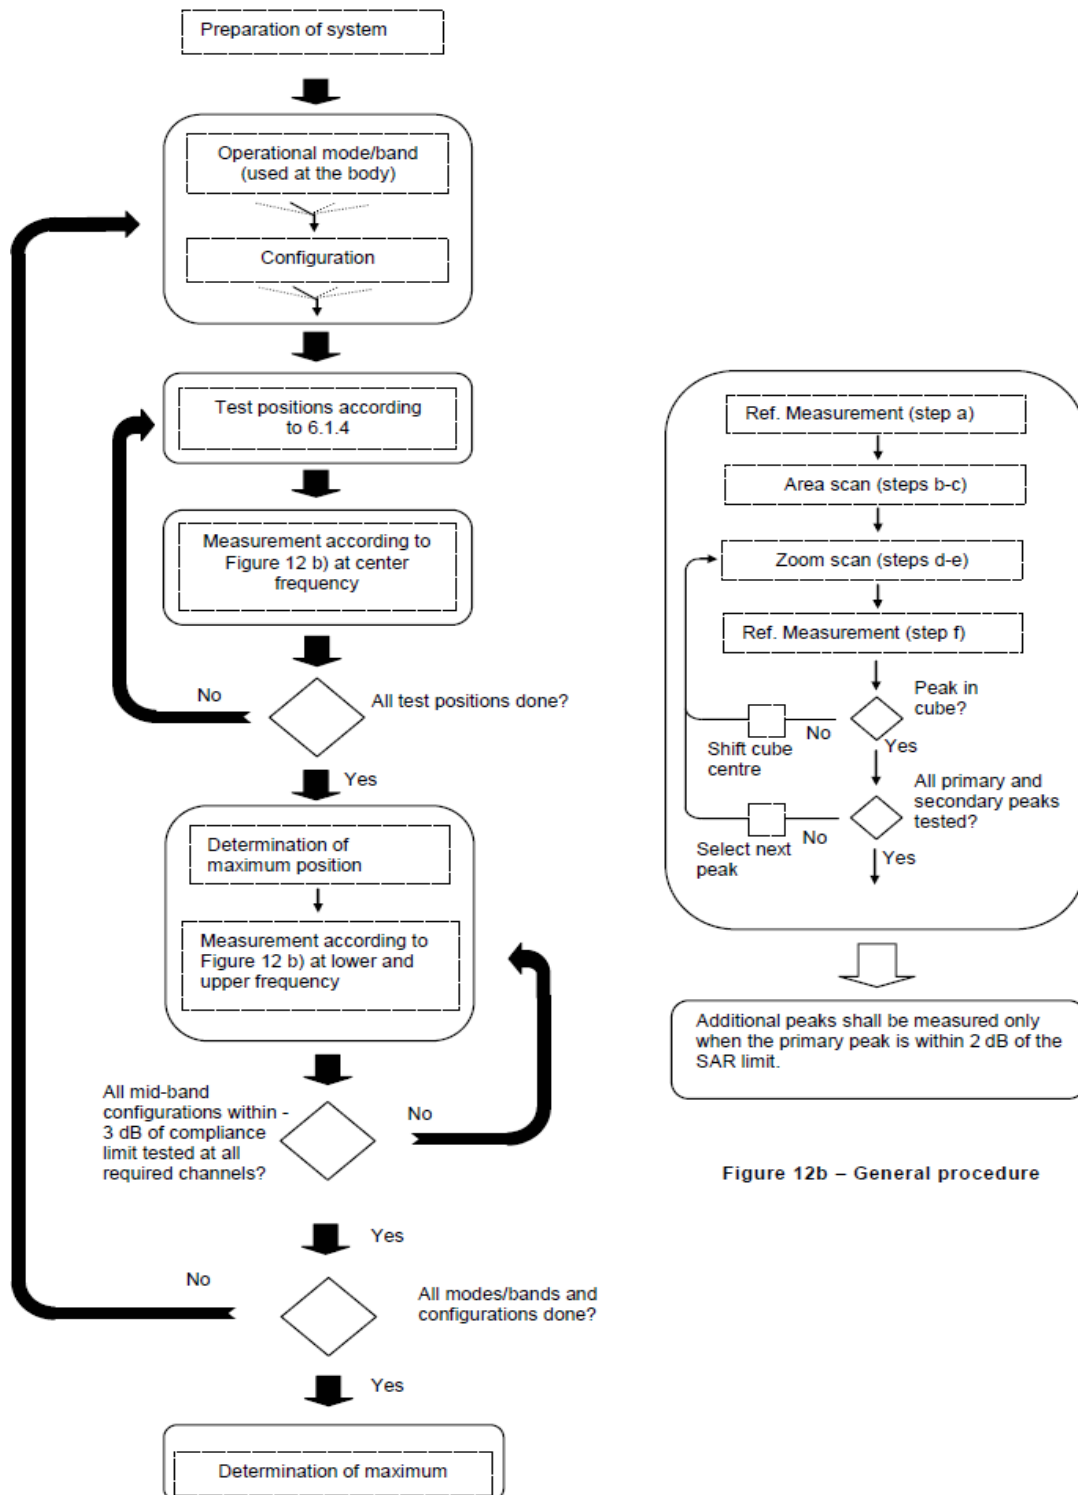 Preparation of system
Operational mode/band
(used at the body)
Configuration
Test positions according
to 6.1.4
Measurement according to
Figure 12 b) at center
frequency
No
All test positions done?
Yes
Determination of
maximum position
Measurement according to
Figure 12 b) at lower and
upper frequency
All mid-band
configurations within -
3 dB of compliance
limit tested at all
required channels?
No
Yes
No
All modes/bands and
configurations done?
Yes
Determination of maximum
Ref. Measurement (step a)
Area scan (steps b-c)
Zoom scan (steps d-e)
Ref. Measurement (step f)
Peak in
cube?
No
Shift cube
centre
Yes
All primary and
secondary peaks
tested?
No
Select next
peak
Yes
Additional peaks shall be measured only
when the primary peak is within 2 dB of the
SAR limit.
Figure 12b – General procedure